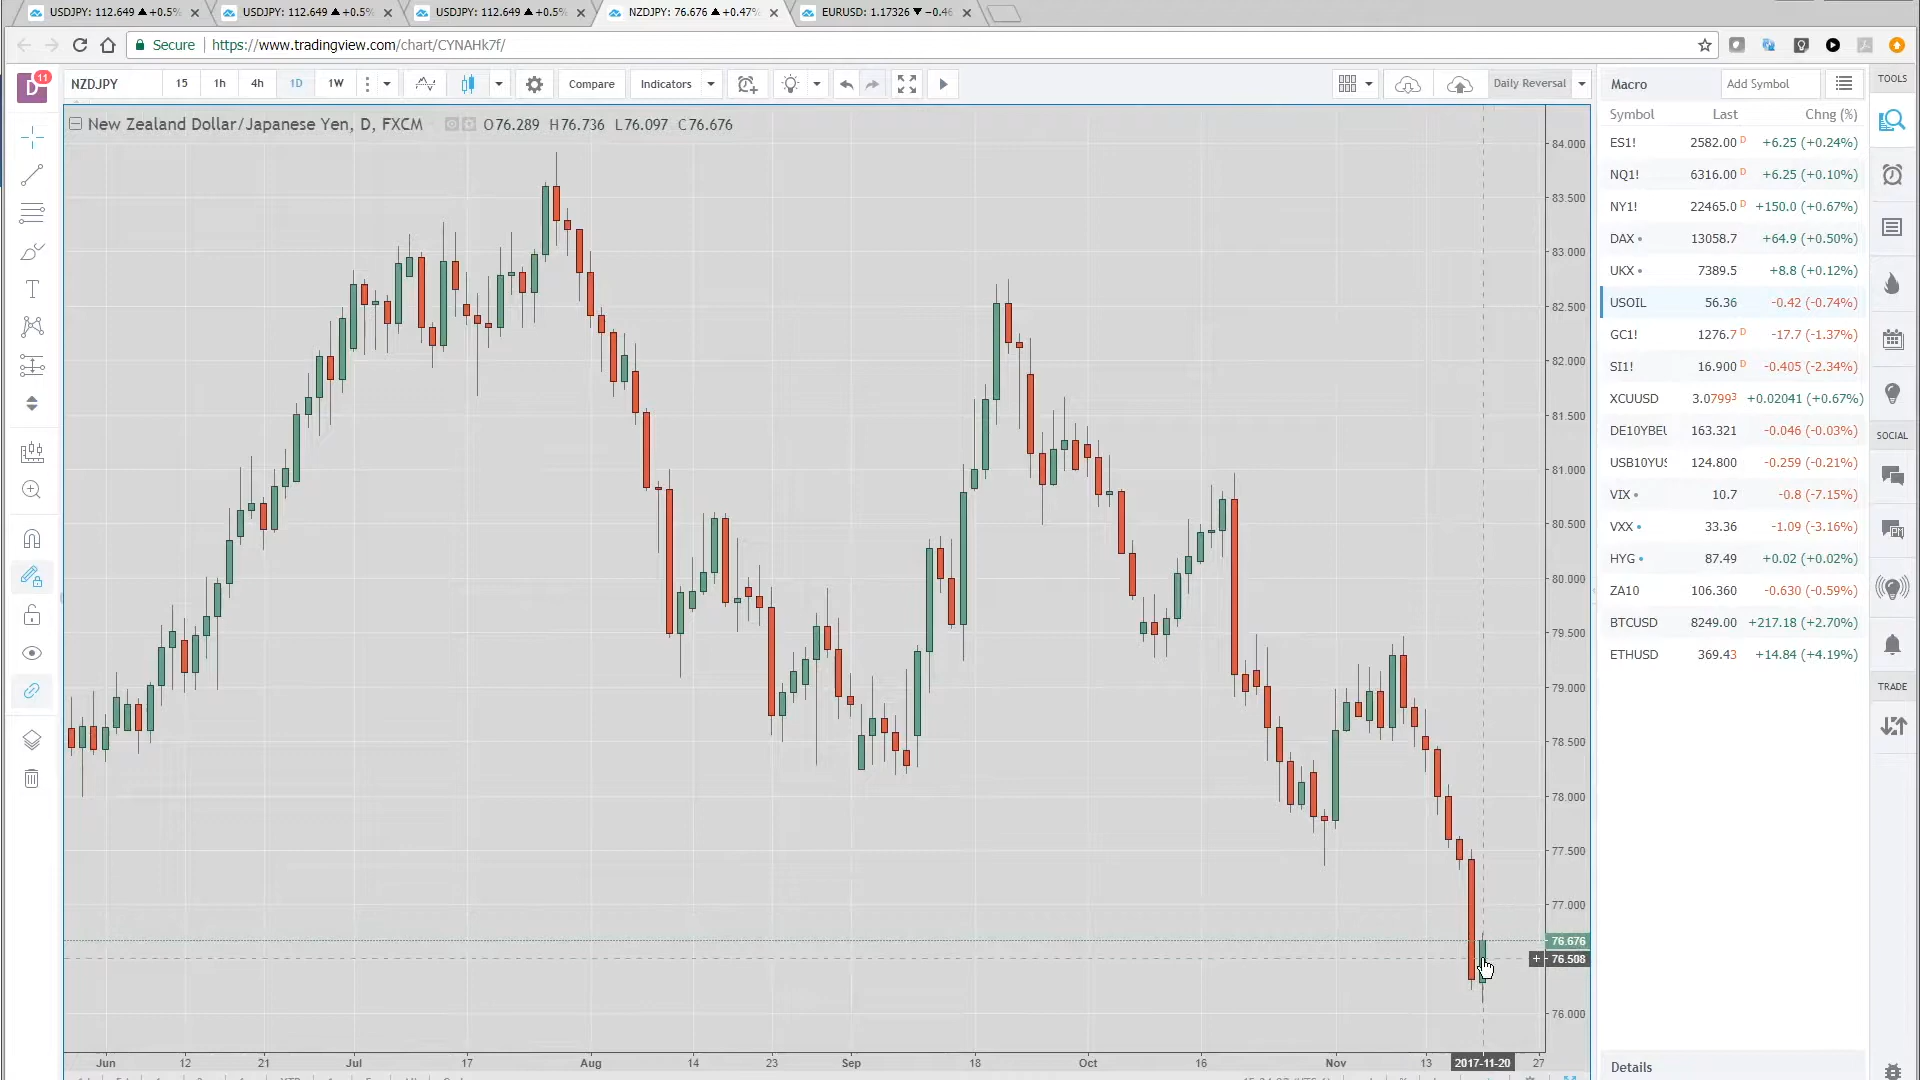 USDJPY: 112.649 ▲ +0.5%
USDJPY: 112.649 ▲ +0.5%
USDJPY: 112.649 ▲ +0.5%
NZDJPY: 76.676 ▲ +0.47%
EURUSD: 1.17326 ▼ −0.46
Secure | https://www.tradingview.com/chart/CYNAHk7f/
D 11
NZDJPY 15 1h 4h 1D 1W Compare Indicators Daily Reversal
New Zealand Dollar/Japanese Yen, D, FXCM O76.289 H76.736 L76.097 C76.676
84.000
83.500
83.000
82.500
82.000
81.500
81.000
80.500
80.000
79.500
79.000
78.500
78.000
77.500
77.000
76.676
76.508
76.000
Jun 12 21 Jul 17 Aug 14 23 Sep 18 Oct 16 Nov 13 2017-11-20 27
Macro Add Symbol
Symbol Last Chng (%)
ES1! 2582.00 D +6.25 (+0.24%)
NQ1! 6316.00 D +6.25 (+0.10%)
NY1! 22465.0 D +150.0 (+0.67%)
DAX 13058.7 +64.9 (+0.50%)
UKX 7389.5 +8.8 (+0.12%)
USOIL 56.36 -0.42 (-0.74%)
GC1! 1276.7 D -17.7 (-1.37%)
SI1! 16.900 D -0.405 (-2.34%)
XCUUSD 3.07993 +0.02041 (+0.67%)
DE10YBEU 163.321 -0.046 (-0.03%)
USB10YUS 124.800 -0.259 (-0.21%)
VIX 10.7 -0.8 (-7.15%)
VXX 33.36 -1.09 (-3.16%)
HYG 87.49 +0.02 (+0.02%)
ZA10 106.360 -0.630 (-0.59%)
BTCUSD 8249.00 +217.18 (+2.70%)
ETHUSD 369.43 +14.84 (+4.19%)
Details
TOOLS
SOCIAL
TRADE